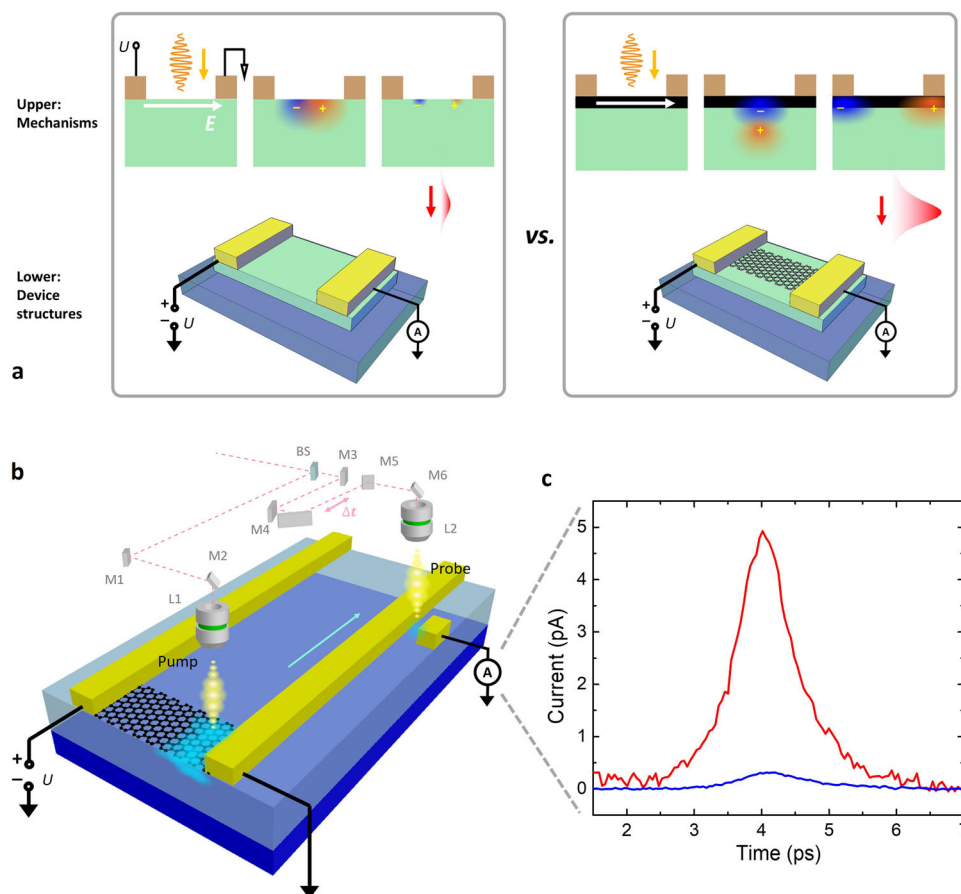 U
E
− +
− +
Upper:
Mechanisms
Lower:
Device
structures
+
− U
A
a
vs.
−
+
− +
+
− U
A
b
BS
M3
M5
M6
M4
Δt
L2
M1
M2
L1
Probe
Pump
A
+
− U
c
Current (pA)
5
4
3
2
1
0
2 3 4 5 6 7
Time (ps)